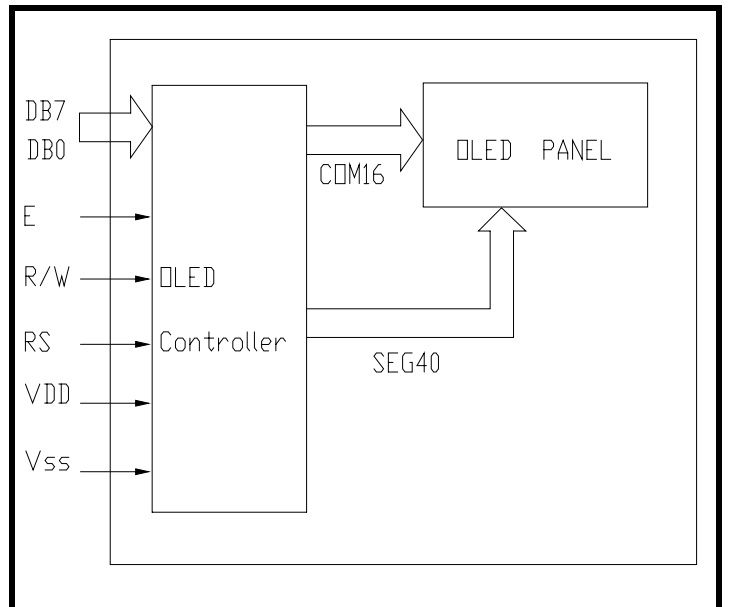 DB7
DB0
E
R/W
RS
VDD
Vss
OLED
Controller
COM16
SEG40
OLED PANEL